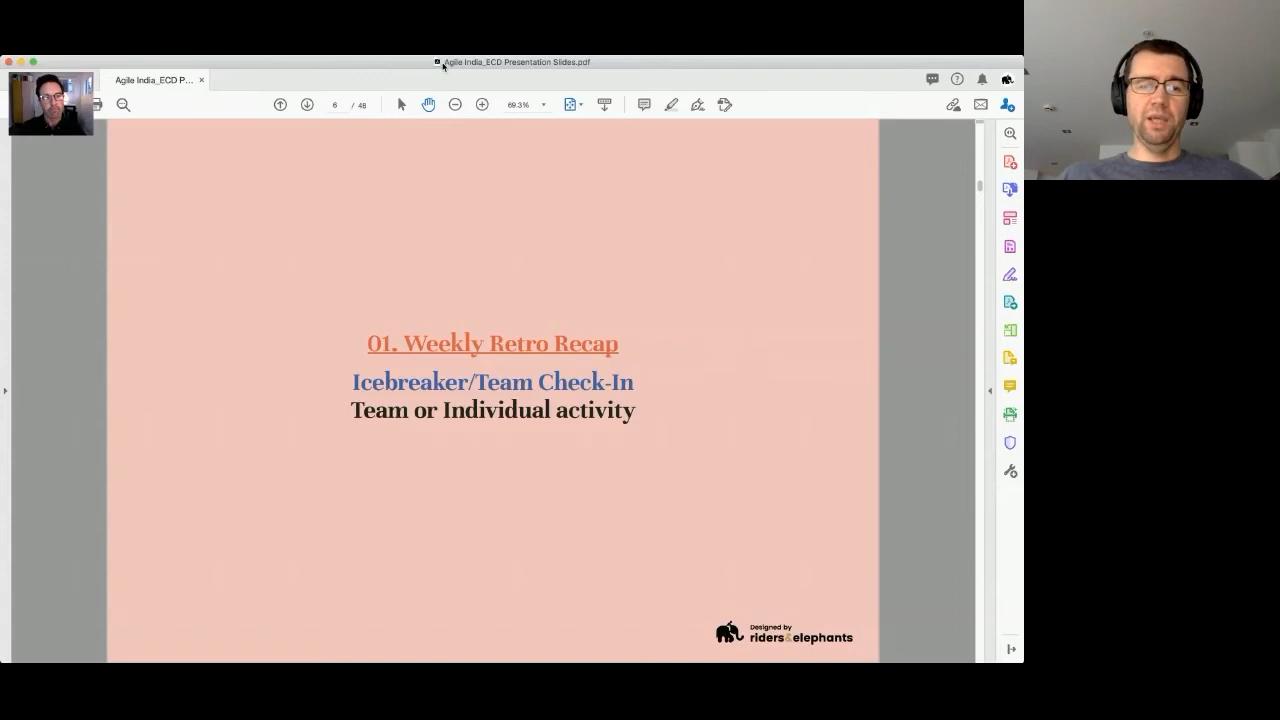 Agile India_ECD Presentation Slides.pdf
Agile India_ECD P... ×
6 / 48
69.3%
01. Weekly Retro Recap
Icebreaker/Team Check-In
Team or Individual activity
Designed by
riders&elephants